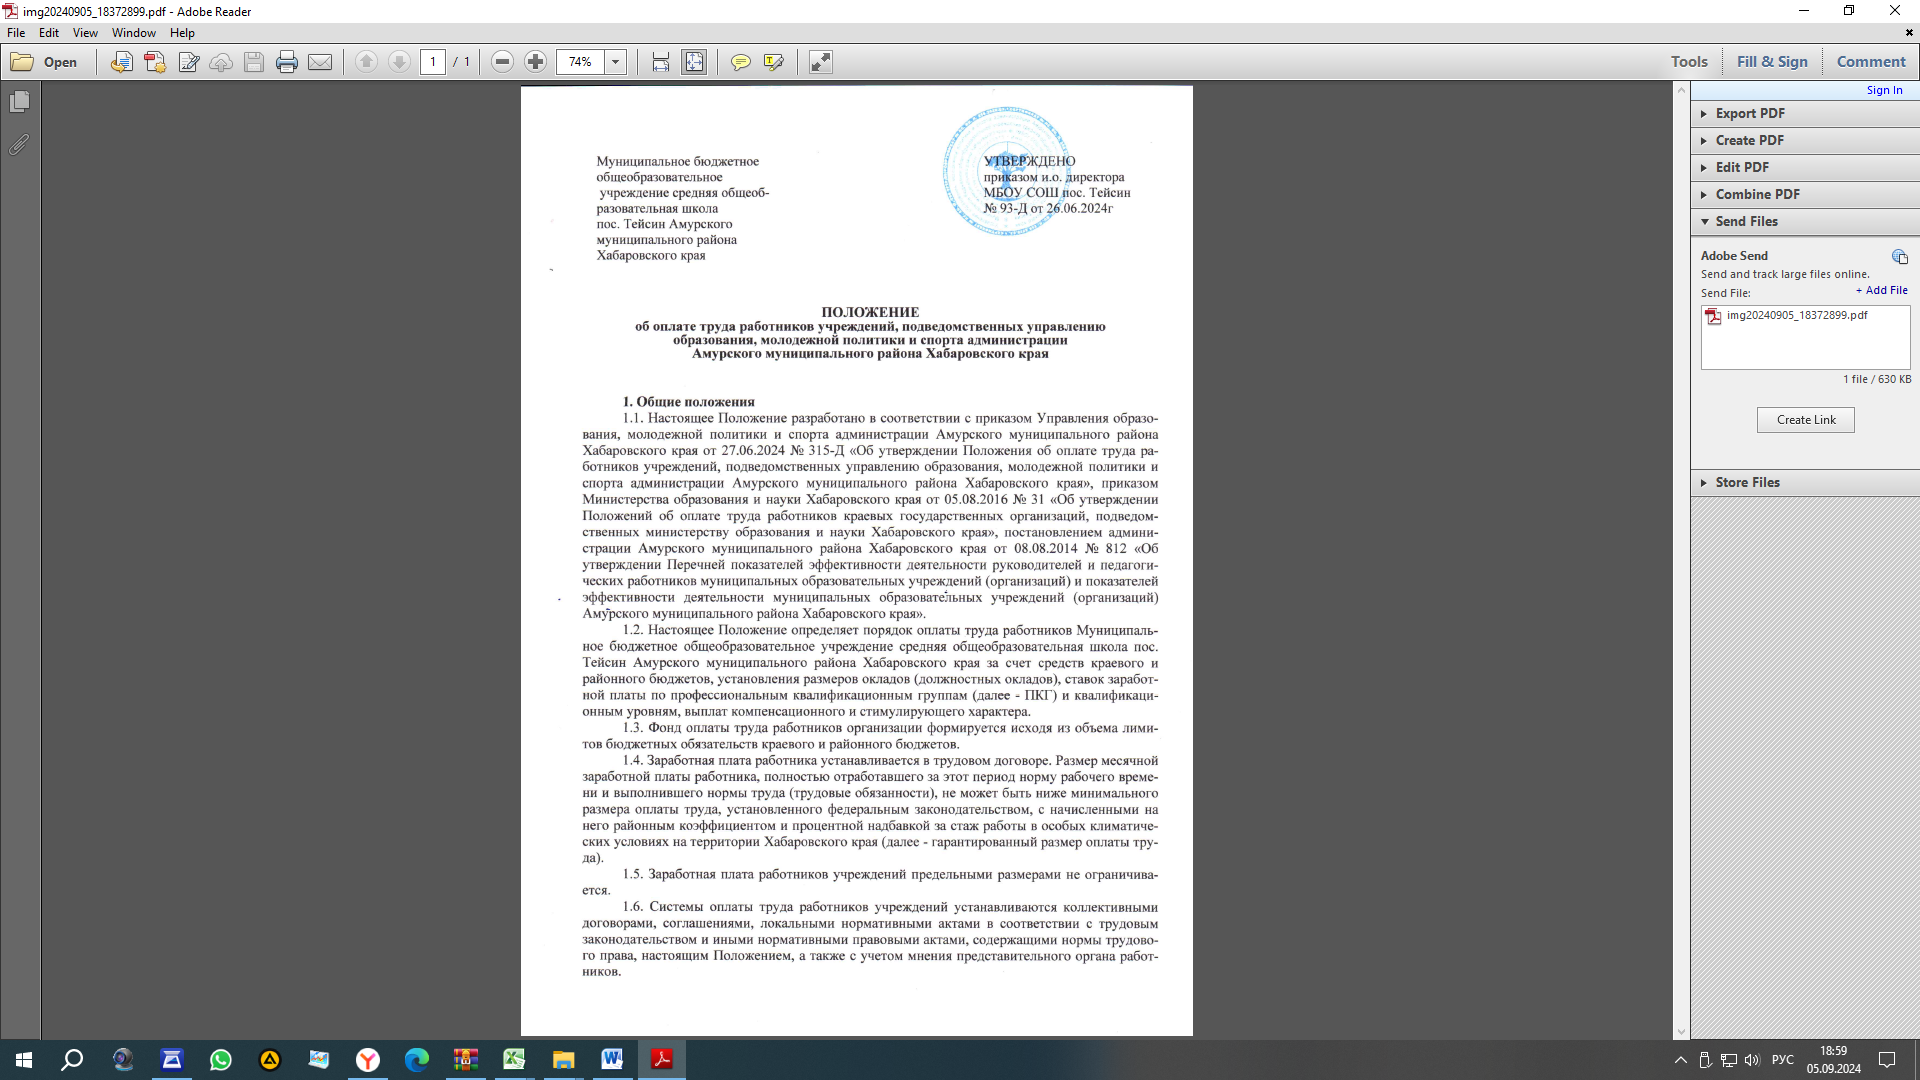 img20240905_18372899.pdf - Adobe Reader
File Edit View Window Help
Open 1 / 1 74% Tools Fill & Sign Comment
Sign In
Export PDF
Create PDF
Edit PDF
Combine PDF
Send Files
Adobe Send
Send and track large files online.
Send File: + Add File
img20240905_18372899.pdf
1 file / 630 KB
Create Link
Store Files
Муниципальное бюджетное
общеобразовательное
учреждение средняя общеоб-
разовательная школа
пос. Тейсин Амурского
муниципального района
Хабаровского края
УТВЕРЖДЕНО
приказом и.о. директора
МБОУ СОШ пос. Тейсин
№ 93-Д от 26.06.2024г
ПОЛОЖЕНИЕ
об оплате труда работников учреждений, подведомственных управлению
образования, молодежной политики и спорта администрации
Амурского муниципального района Хабаровского края
1. Общие положения
1.1. Настоящее Положение разработано в соответствии с приказом Управления образо-
вания, молодежной политики и спорта администрации Амурского муниципального района
Хабаровского края от 27.06.2024 № 315-Д «Об утверждении Положения об оплате труда ра-
ботников учреждений, подведомственных управлению образования, молодежной политики и
спорта администрации Амурского муниципального района Хабаровского края», приказом
Министерства образования и науки Хабаровского края от 05.08.2016 № 31 «Об утверждении
Положений об оплате труда работников краевых государственных организаций, подведом-
ственных министерству образования и науки Хабаровского края», постановлением админи-
страции Амурского муниципального района Хабаровского края от 08.08.2014 № 812 «Об
утверждении Перечней показателей эффективности деятельности руководителей и педагоги-
ческих работников муниципальных образовательных учреждений (организаций) и показателей
эффективности деятельности муниципальных образовательных учреждений (организаций)
Амурского муниципального района Хабаровского края».
1.2. Настоящее Положение определяет порядок оплаты труда работников Муниципаль-
ное бюджетное общеобразовательное учреждение средняя общеобразовательная школа пос.
Тейсин Амурского муниципального района Хабаровского края за счет средств краевого и
районного бюджетов, установления размеров окладов (должностных окладов), ставок заработ-
ной платы по профессиональным квалификационным группам (далее - ПКГ) и квалификаци-
онным уровням, выплат компенсационного и стимулирующего характера.
1.3. Фонд оплаты труда работников организации формируется исходя из объема лими-
тов бюджетных обязательств краевого и районного бюджетов.
1.4. Заработная плата работника устанавливается в трудовом договоре. Размер месячной
заработной платы работника, полностью отработавшего за этот период норму рабочего време-
ни и выполнившего нормы труда (трудовые обязанности), не может быть ниже минимального
размера оплаты труда, установленного федеральным законодательством, с начисленными на
него районным коэффициентом и процентной надбавкой за стаж работы в особых климатиче-
ских условиях на территории Хабаровского края (далее - гарантированный размер оплаты тру-
да).
1.5. Заработная плата работников учреждений предельными размерами не ограничива-
ется.
1.6. Системы оплаты труда работников учреждений устанавливаются коллективными
договорами, соглашениями, локальными нормативными актами в соответствии с трудовым
законодательством и иными нормативными правовыми актами, содержащими нормы трудово-
го права, настоящим Положением, а также с учетом мнения представительного органа работ-
ников.
РУС
18:59
05.09.2024